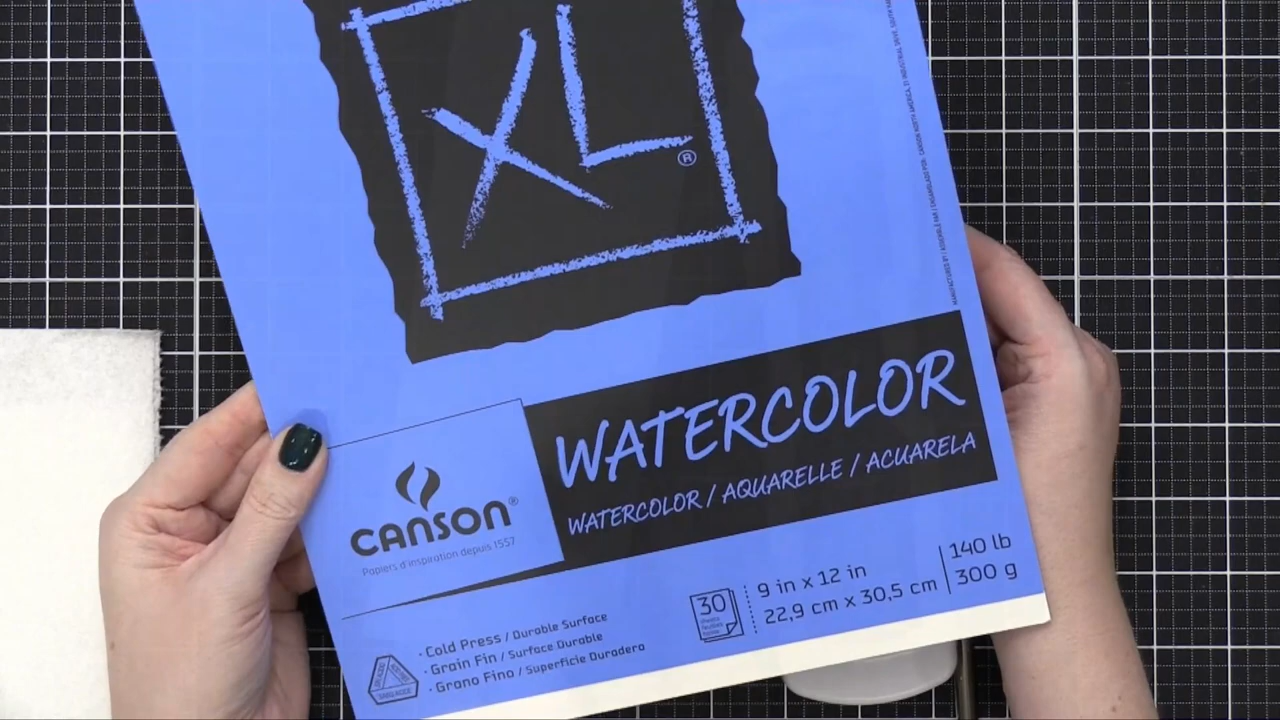 XL®
WATERCOLOR
WATERCOLOR / AQUARELLE / ACUARELA
CANSON®
Papiers d'inspiration depuis 1557
140 lb
300 g
9 in x 12 in
22,9 cm x 30,5 cm
30
· Cold Press / Durable Surface
· Grain Fin / Surface Durable
· Grano Fino / Superficie Duradera